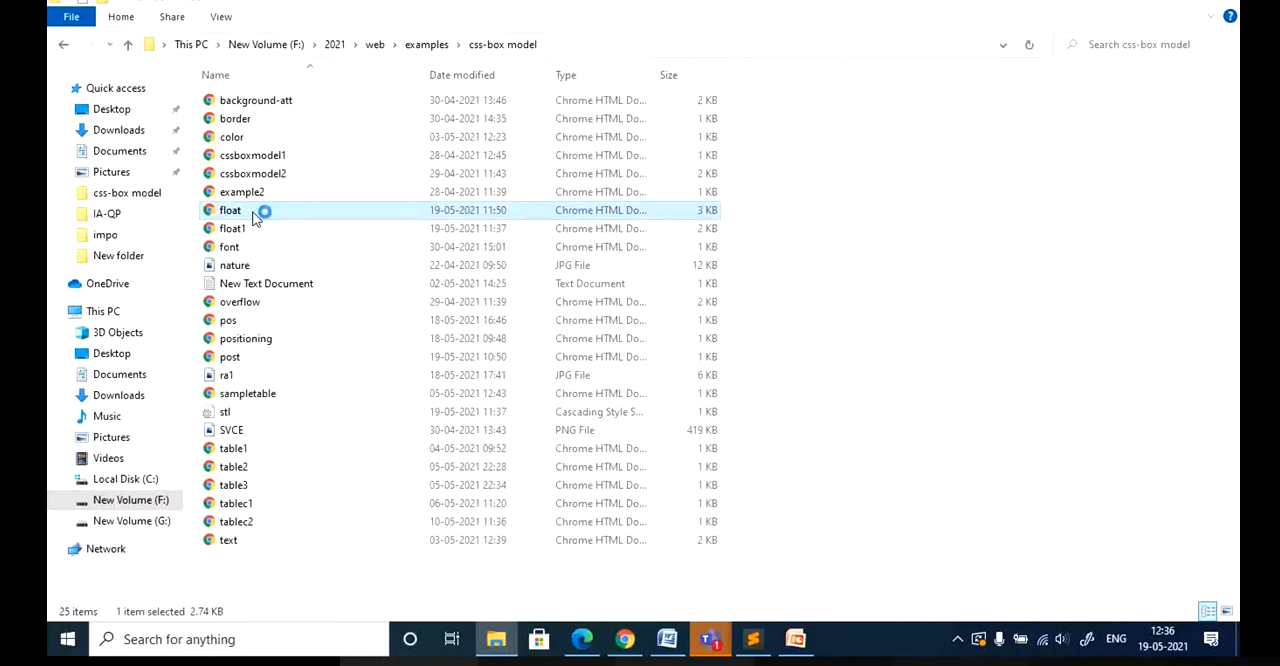 File Home Share View
This PC New Volume (F:) 2021 web examples css-box model Search css-box model
Name Date modified Type Size
Quick access
Desktop
Downloads
Documents
Pictures
css-box model
IA-QP
impo
New folder
OneDrive
This PC
3D Objects
Desktop
Documents
Downloads
Music
Pictures
Videos
Local Disk (C:)
New Volume (F:)
New Volume (G:)
Network
background-att 30-04-2021 13:46 Chrome HTML Do... 2 KB
border 30-04-2021 14:35 Chrome HTML Do... 1 KB
color 03-05-2021 12:23 Chrome HTML Do... 1 KB
cssboxmodel1 28-04-2021 12:45 Chrome HTML Do... 1 KB
cssboxmodel2 29-04-2021 11:43 Chrome HTML Do... 2 KB
example2 28-04-2021 11:39 Chrome HTML Do... 1 KB
float 19-05-2021 11:50 Chrome HTML Do... 3 KB
float1 19-05-2021 11:37 Chrome HTML Do... 2 KB
font 30-04-2021 15:01 Chrome HTML Do... 1 KB
nature 22-04-2021 09:50 JPG File 12 KB
New Text Document 02-05-2021 14:25 Text Document 1 KB
overflow 29-04-2021 11:39 Chrome HTML Do... 2 KB
pos 18-05-2021 16:46 Chrome HTML Do... 1 KB
positioning 18-05-2021 09:48 Chrome HTML Do... 1 KB
post 19-05-2021 10:50 Chrome HTML Do... 1 KB
ra1 18-05-2021 17:41 JPG File 6 KB
sampletable 05-05-2021 12:43 Chrome HTML Do... 1 KB
stl 19-05-2021 11:37 Cascading Style S... 1 KB
SVCE 30-04-2021 13:43 PNG File 419 KB
table1 04-05-2021 09:52 Chrome HTML Do... 1 KB
table2 05-05-2021 22:28 Chrome HTML Do... 1 KB
table3 05-05-2021 22:34 Chrome HTML Do... 1 KB
tablec1 06-05-2021 11:20 Chrome HTML Do... 1 KB
tablec2 10-05-2021 11:36 Chrome HTML Do... 1 KB
text 03-05-2021 12:39 Chrome HTML Do... 2 KB
25 items 1 item selected 2.74 KB
Search for anything ENG 12:36
19-05-2021